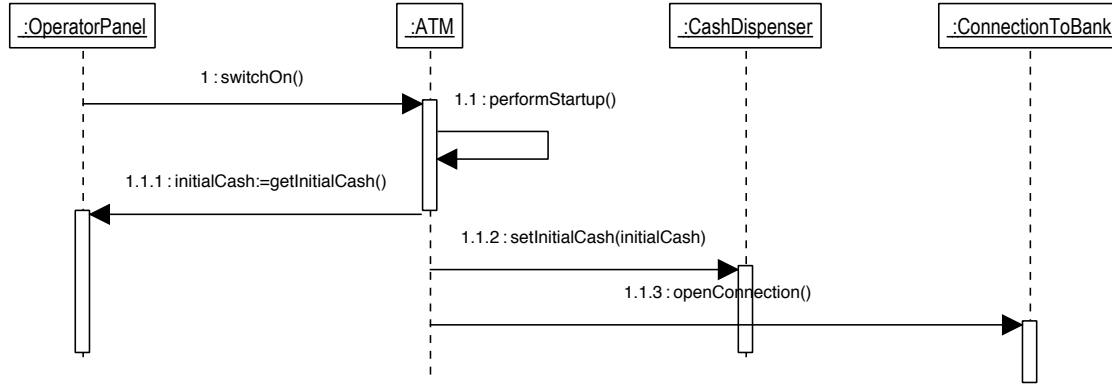 :OperatorPanel
:ATM
:CashDispenser
:ConnectionToBank
1 : switchOn()
1.1 : performStartup()
1.1.1 : initialCash:=getInitialCash()
1.1.2 : setInitialCash(initialCash)
1.1.3 : openConnection()